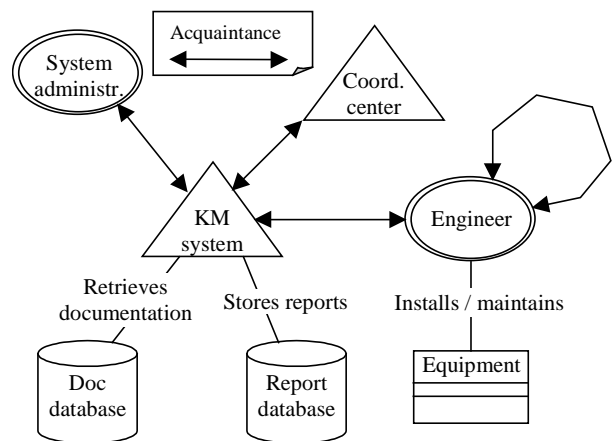 Acquaintance
System
administr.
Coord.
center
KM
system
Engineer
Retrieves
documentation
Stores reports
Installs / maintains
Doc
database
Report
database
Equipment